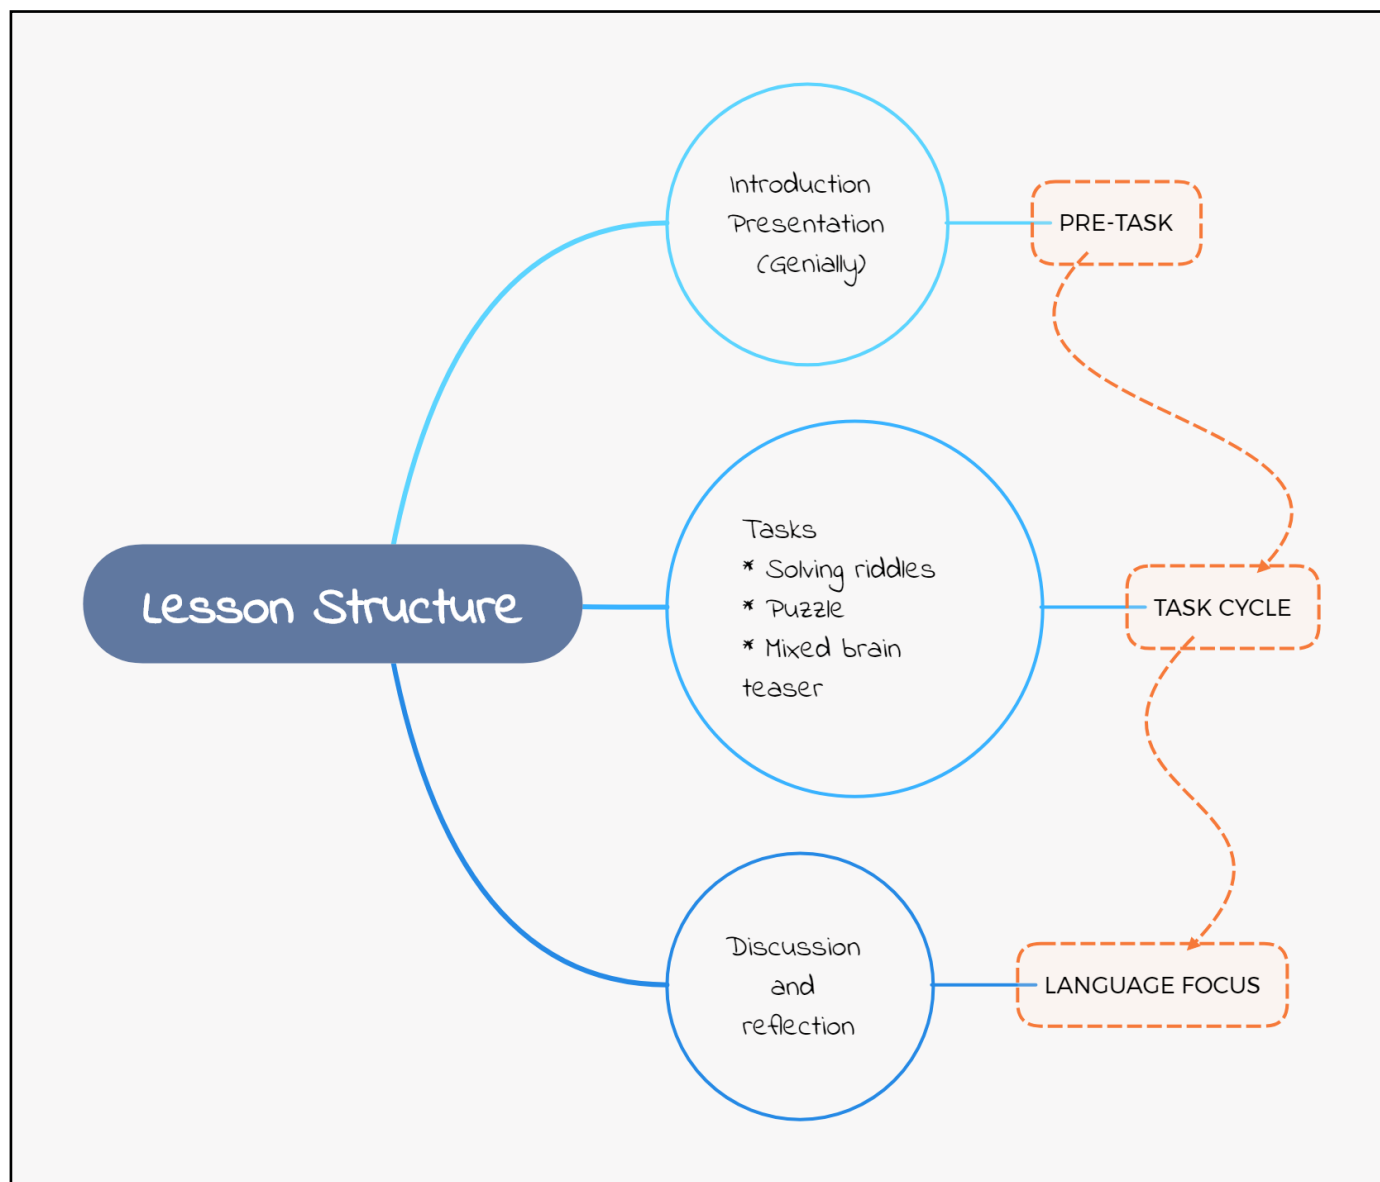 Introduction
Presentation
(Genially)
PRE-TASK
Lesson Structure
Tasks
* Solving riddles
* Puzzle
* Mixed brain
teaser
TASK CYCLE
Discussion
and
reflection
LANGUAGE FOCUS